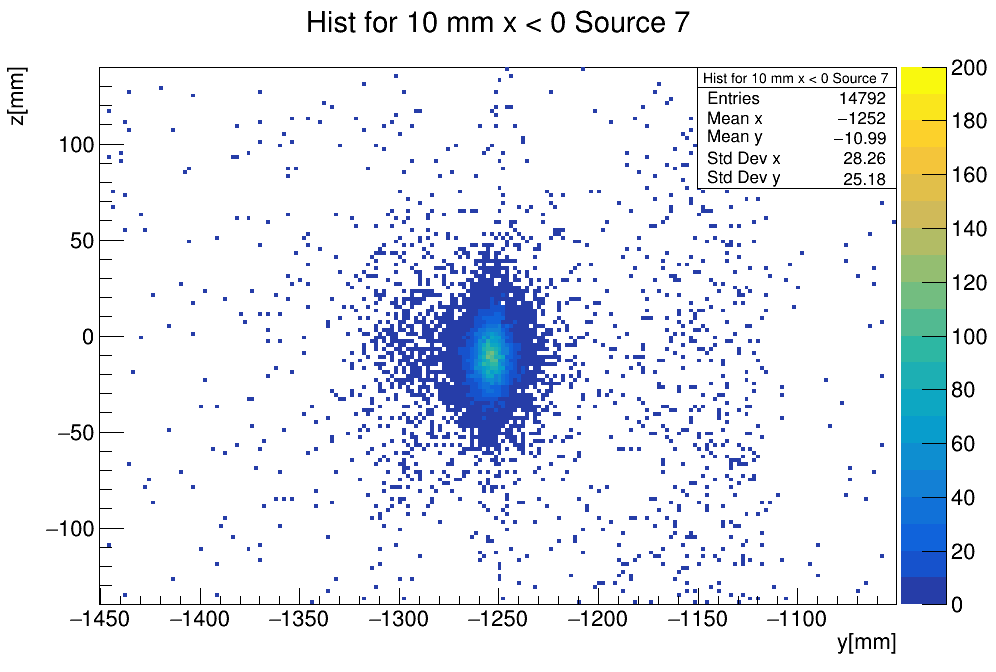 Hist for 10 mm x < 0 Source 7
z[mm]
Hist for 10 mm x < 0 Source 7
Entries 14792
Mean x −1252
Mean y −10.99
Std Dev x 28.26
Std Dev y 25.18
100
50
0
−50
−100
−1450 −1400 −1350 −1300 −1250 −1200 −1150 −1100
y[mm]
200
180
160
140
120
100
80
60
40
20
0